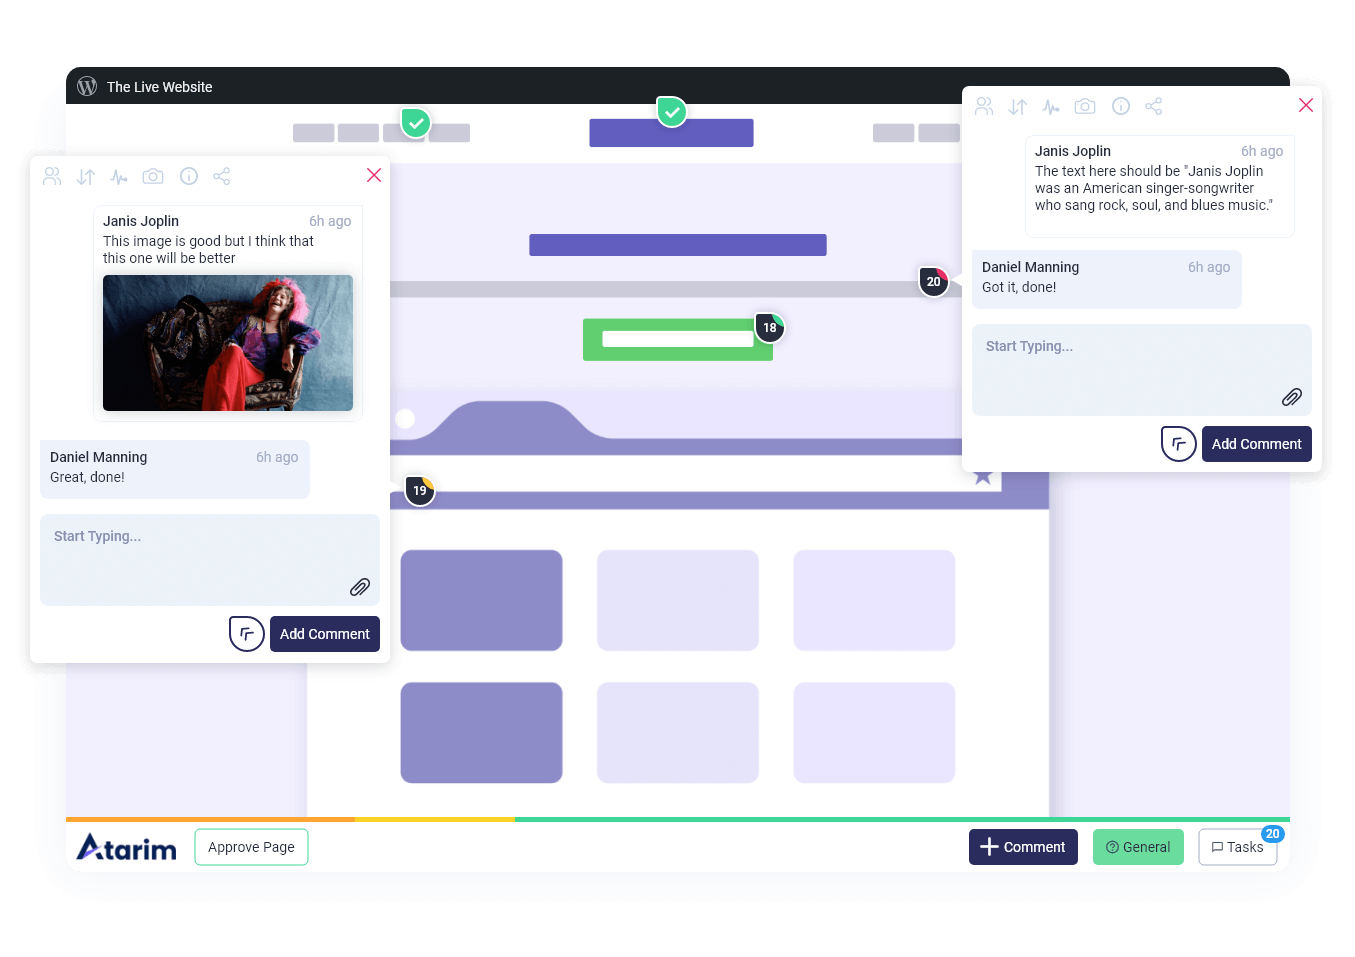 The Live Website
Janis Joplin 6h ago
This image is good but I think that
this one will be better
Daniel Manning 6h ago
Great, done!
Start Typing...
Add Comment
Janis Joplin 6h ago
The text here should be "Janis Joplin
was an American singer-songwriter
who sang rock, soul, and blues music."
Daniel Manning 6h ago
Got it, done!
Start Typing...
Add Comment
20
18
19
Atarim
Approve Page
Comment
General
Tasks
20